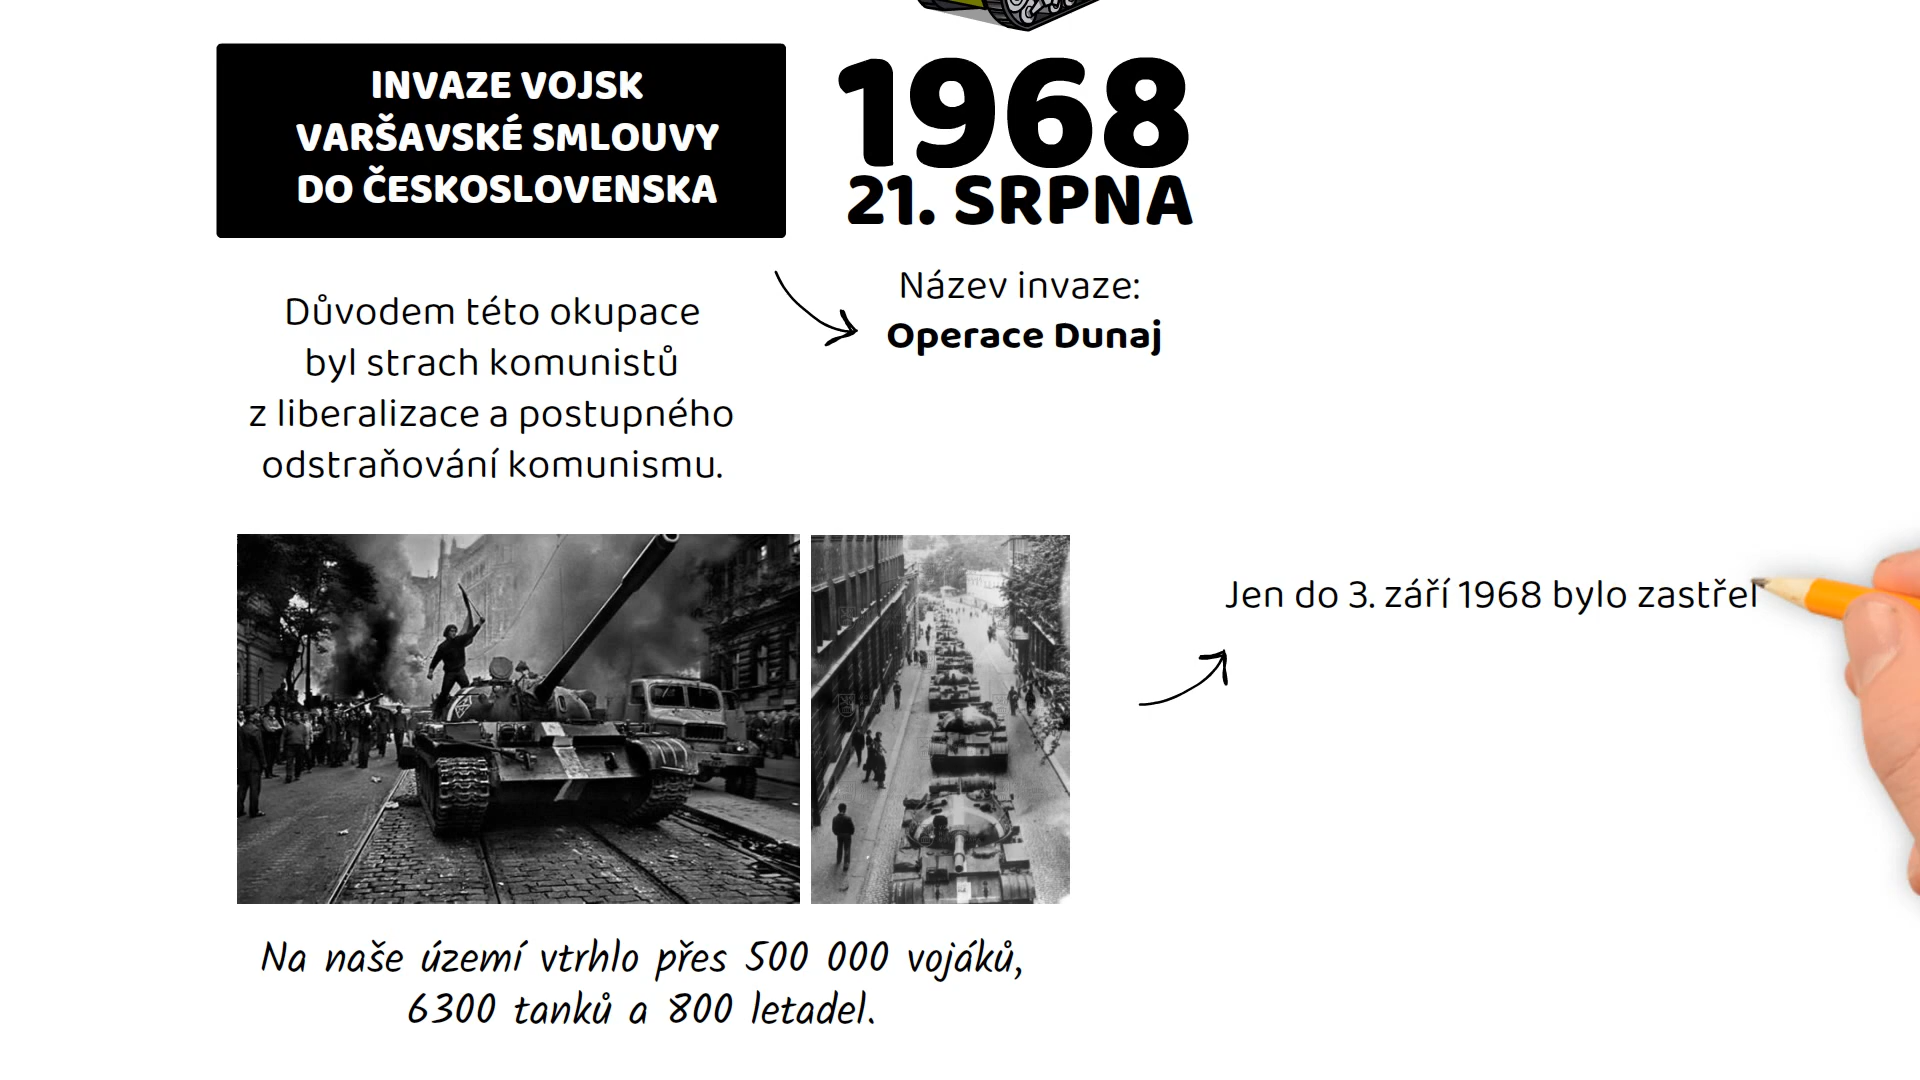 INVAZE VOJSK
VARŠAVSKÉ SMLOUVY
DO ČESKOSLOVENSKA
1968
21. SRPNA
Název invaze:
Operace Dunaj
Důvodem této okupace
byl strach komunistů
z liberalizace a postupného
odstraňování komunismu.
Jen do 3. září 1968 bylo zastřel
Na naše území vtrhlo přes 500 000 vojáků,
6300 tanků a 800 letadel.